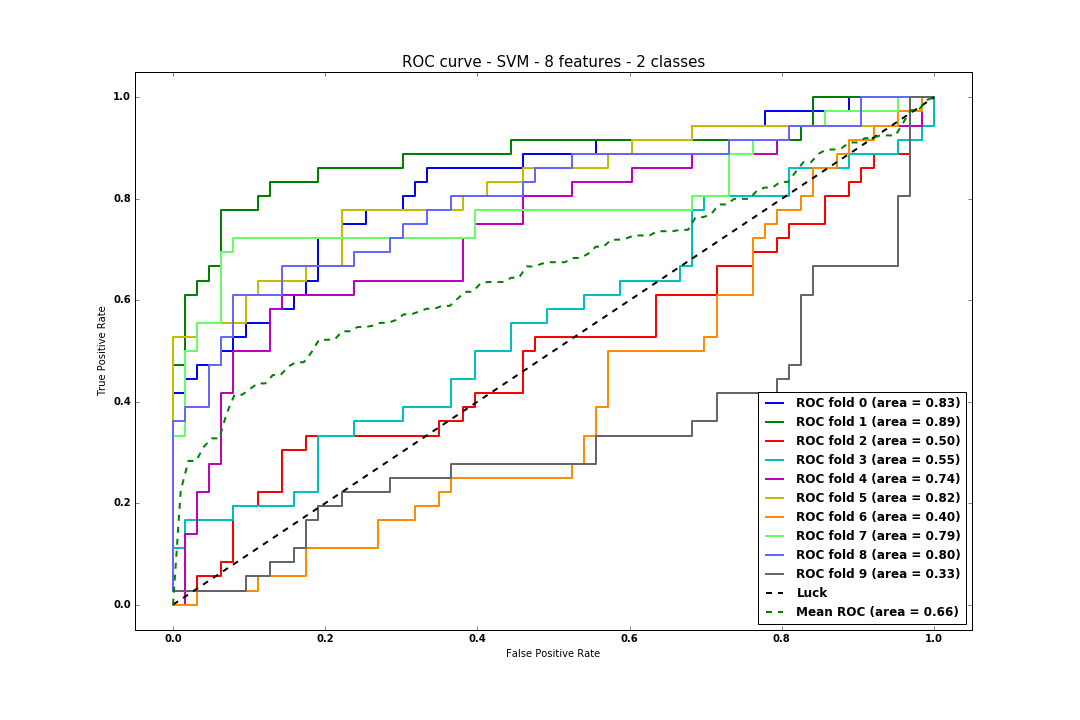 ROC curve - SVM - 8 features - 2 classes
1.0
0.8
0.6
0.4
0.2
0.0
True Positive Rate
0.0 0.2 0.4 0.6 0.8 1.0
False Positive Rate
ROC fold 0 (area = 0.83)
ROC fold 1 (area = 0.89)
ROC fold 2 (area = 0.50)
ROC fold 3 (area = 0.55)
ROC fold 4 (area = 0.74)
ROC fold 5 (area = 0.82)
ROC fold 6 (area = 0.40)
ROC fold 7 (area = 0.79)
ROC fold 8 (area = 0.80)
ROC fold 9 (area = 0.33)
Luck
Mean ROC (area = 0.66)